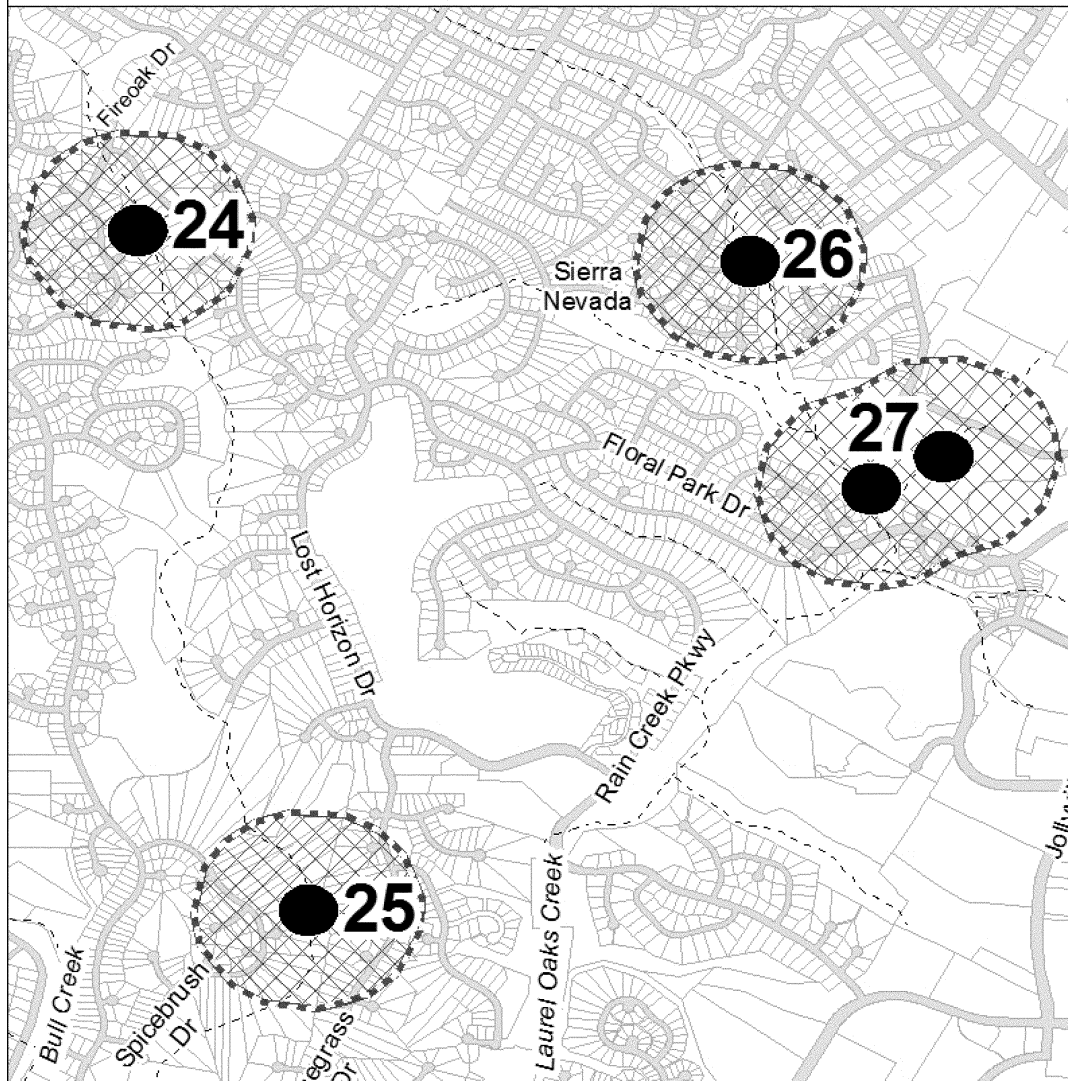 Fireoak Dr
24
26
Sierra
Nevada
27
Floral Park Dr
Lost Horizon Dr
Rain Creek Pkwy
25
Laurel Oaks Creek
Bull Creek
Spicebrush
Dr
Dr